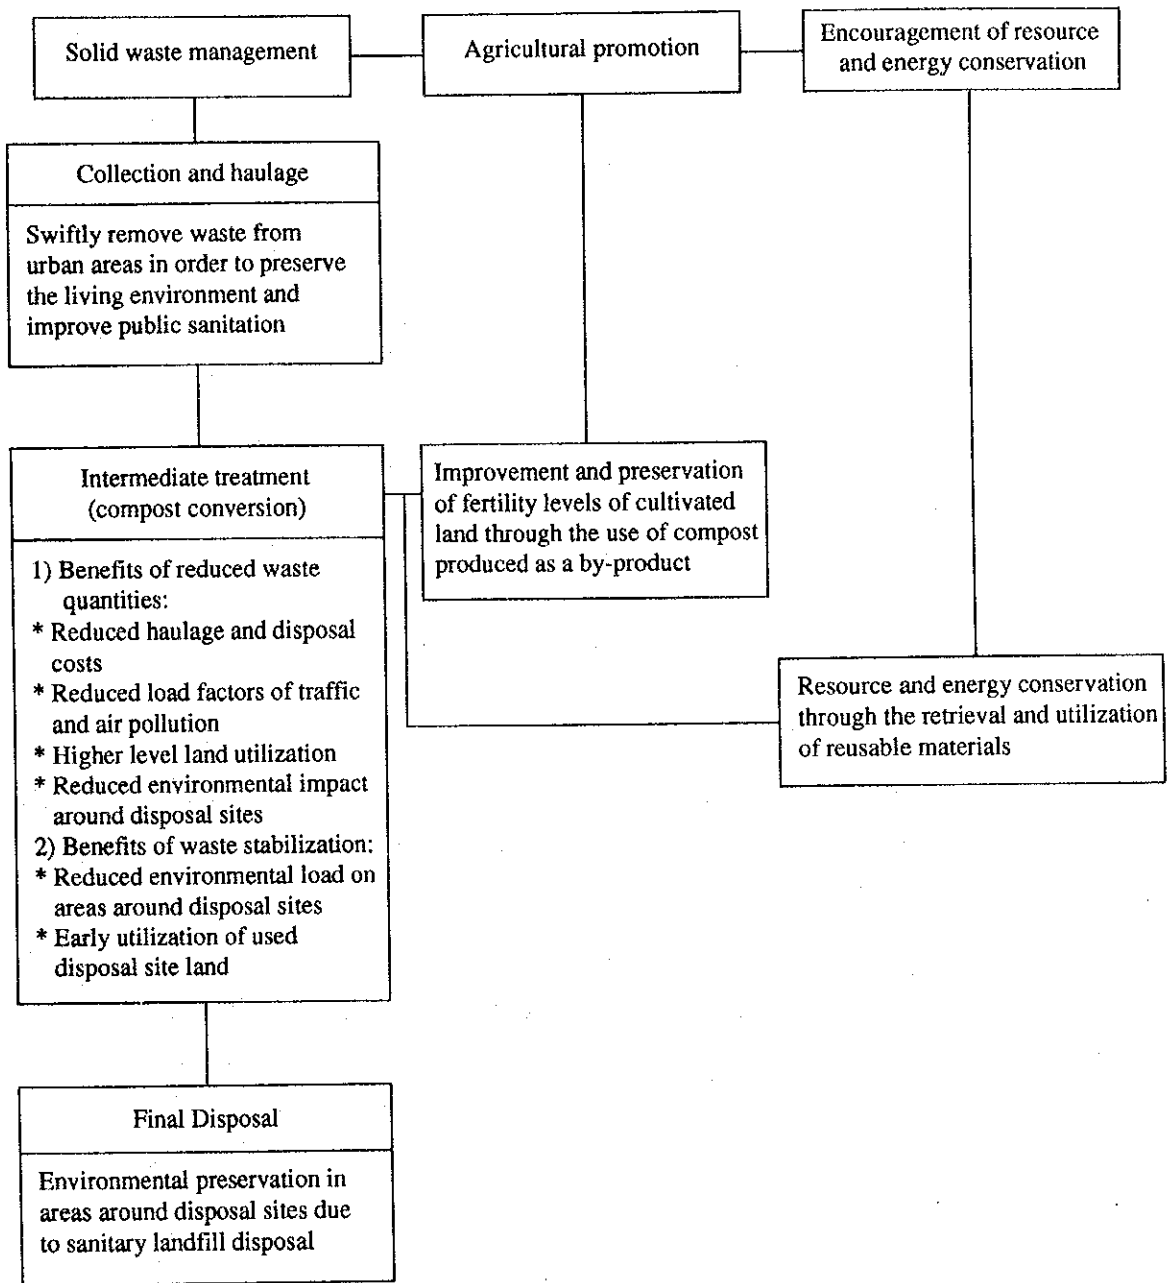 Solid waste management
Agricultural promotion
Encouragement of resource
and energy conservation
Collection and haulage
Swiftly remove waste from
urban areas in order to preserve
the living environment and
improve public sanitation
Intermediate treatment
(compost conversion)
1) Benefits of reduced waste
quantities:
* Reduced haulage and disposal
costs
* Reduced load factors of traffic
and air pollution
* Higher level land utilization
* Reduced environmental impact
around disposal sites
2) Benefits of waste stabilization:
* Reduced environmental load on
areas around disposal sites
* Early utilization of used
disposal site land
Improvement and preservation
of fertility levels of cultivated
land through the use of compost
produced as a by-product
Resource and energy conservation
through the retrieval and utilization
of reusable materials
Final Disposal
Environmental preservation in
areas around disposal sites due
to sanitary landfill disposal